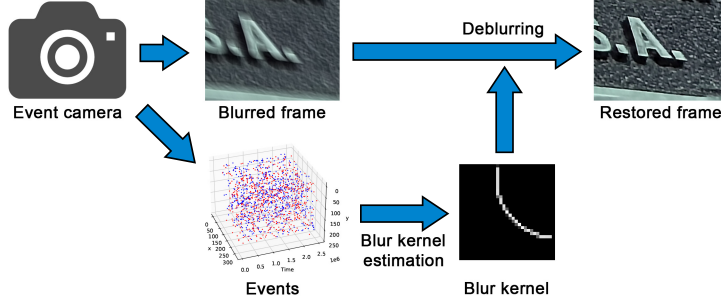 Deblurring
S.A.
S.A.
Event camera
Blurred frame
Restored frame
0
50
100
150
200
250
y
0
50
100
150
200
250
300
x
0.0
0.5
1.0
1.5
2.0
2.5
1e6
Time
Blur kernel
estimation
Events
Blur kernel